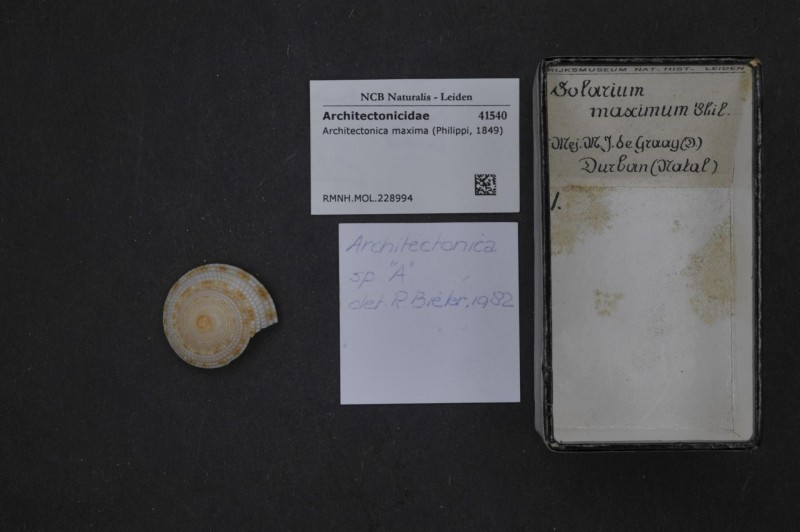 NCB Naturalis - Leiden
Architectonicidae 41540
Architectonica maxima (Philippi, 1849)
RMNH.MOL.228994
Architectonica
sp "A"
det. R. Bieler, 1982
RIJKSMUSEUM NAT. HIST. LEIDEN
Solarium
maximum Phil.
Mej. M.J. de Graay (D.)
Durban (Natal)
1.